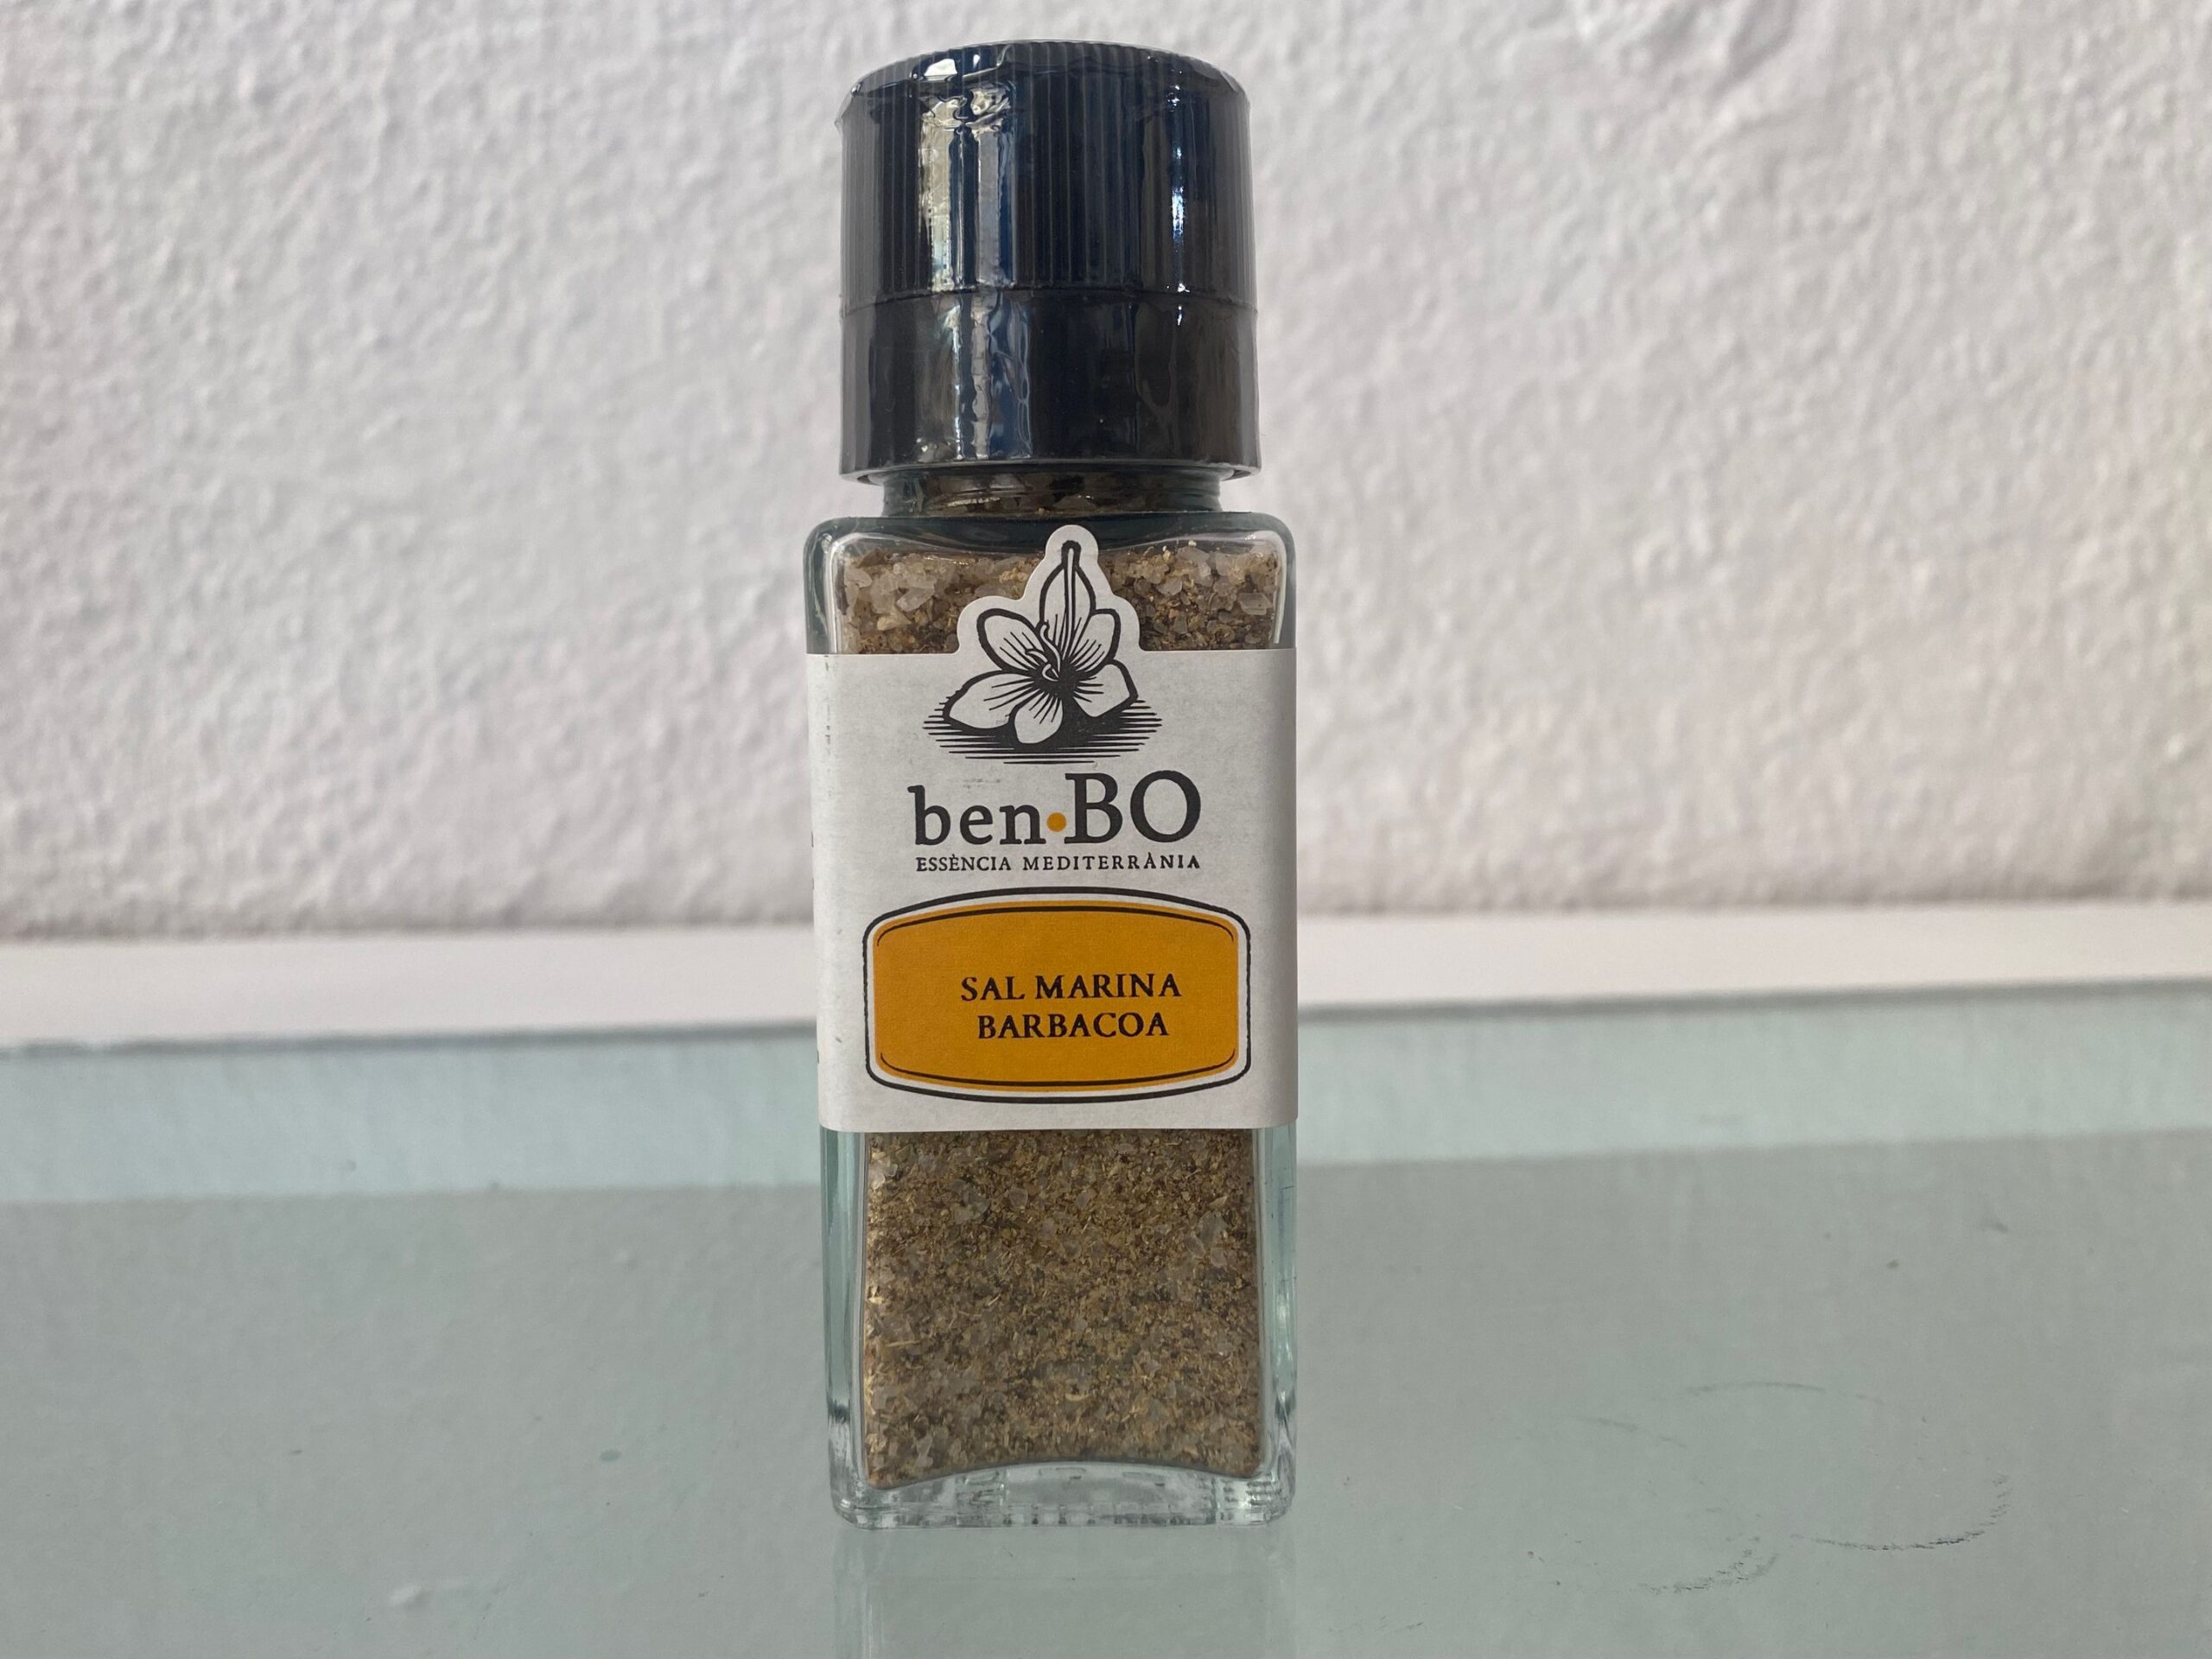 ben•BO
ESSÈNCIA MEDITERRÀNIA
SAL MARINA
BARBACOA